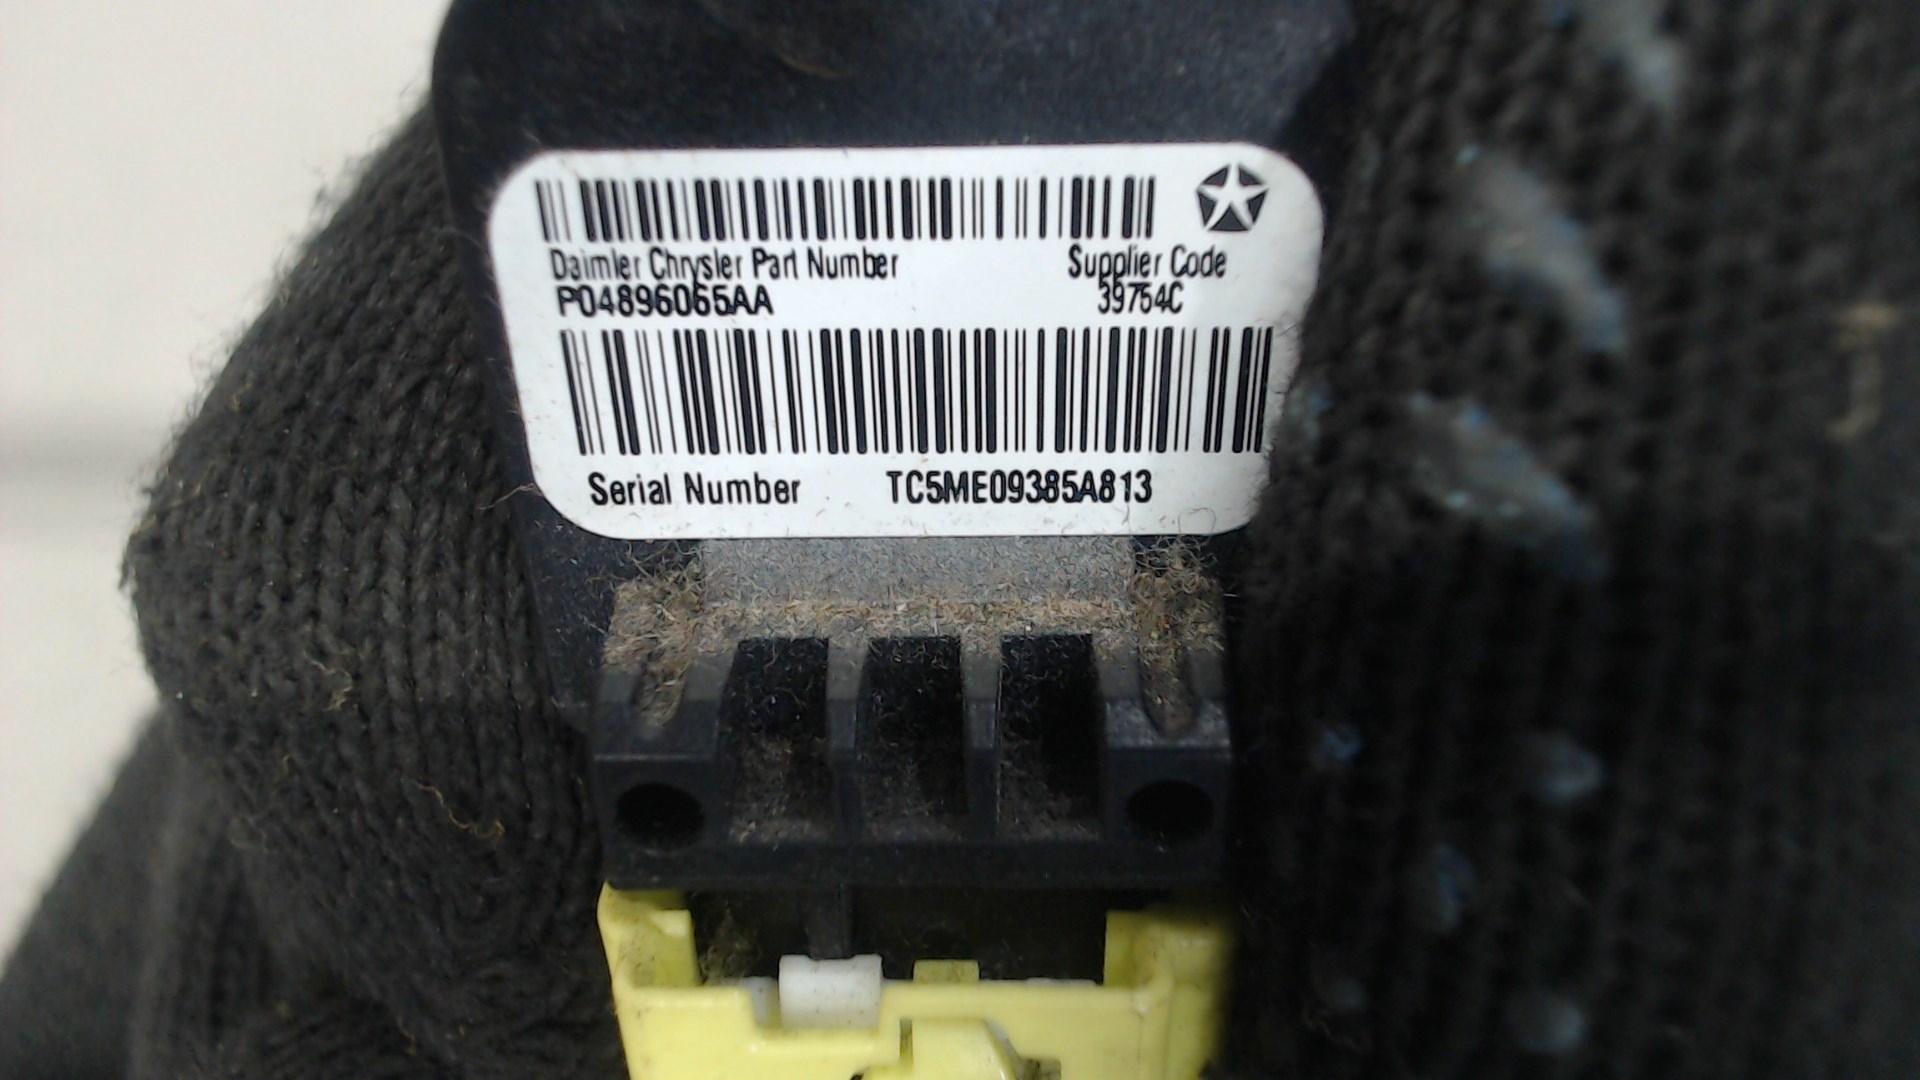 Daimler Chrysler Part Number Supplier Code
P04896065AA 39754C
Serial Number TC5ME09385A813